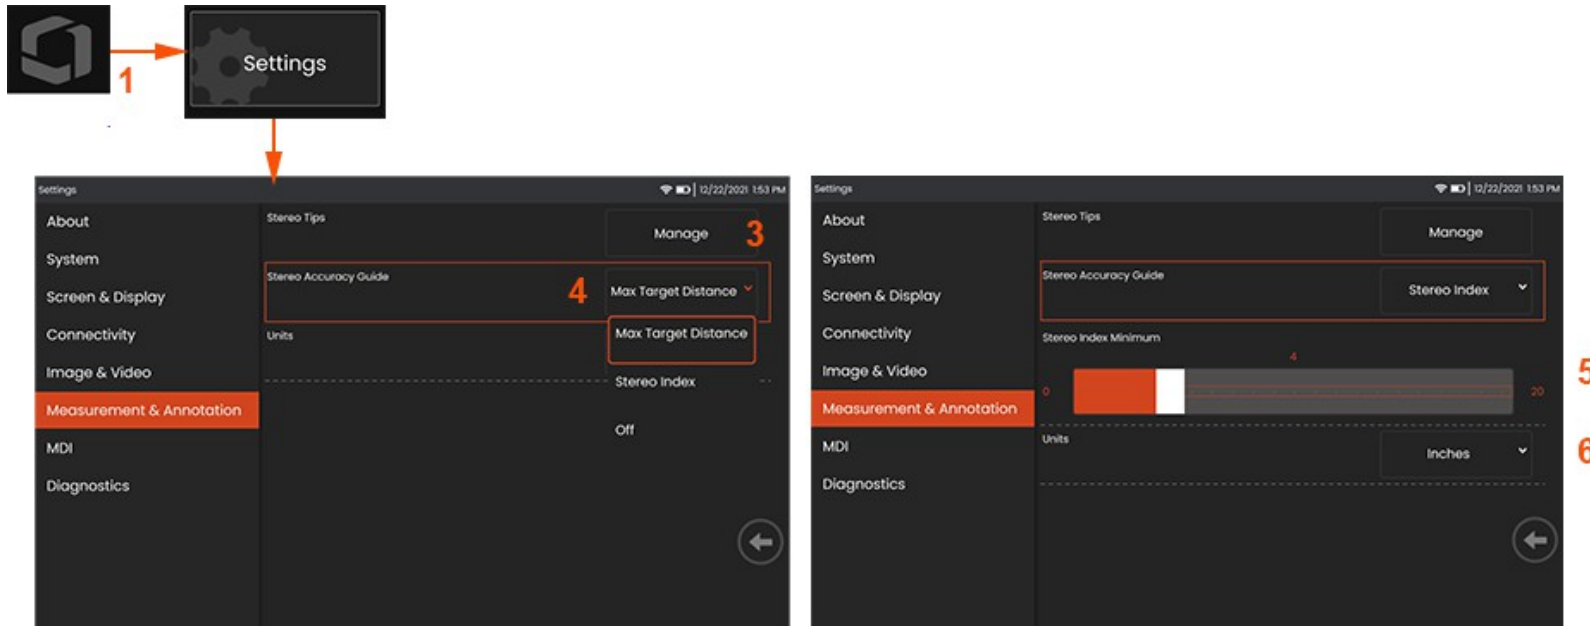 1
Settings
Settings
12/22/2021 1:53 PM
About
System
Screen & Display
Connectivity
Image & Video
Measurement & Annotation
MDI
Diagnostics
Stereo Tips
Manage
3
Stereo Accuracy Guide
4
Max Target Distance
Max Target Distance
Stereo Index
Off
Units
Settings
12/22/2021 1:53 PM
About
System
Screen & Display
Connectivity
Image & Video
Measurement & Annotation
MDI
Diagnostics
Stereo Tips
Manage
Stereo Accuracy Guide
Stereo Index
Stereo Index Minimum
4
0
20
5
Units
Inches
6